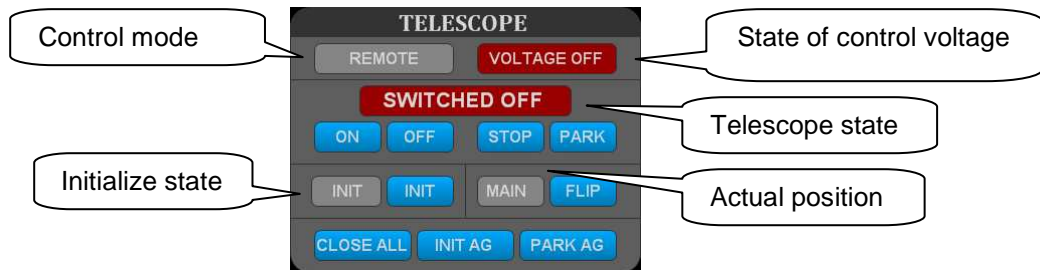 TELESCOPE
Control mode
REMOTE
VOLTAGE OFF
State of control voltage
SWITCHED OFF
Telescope state
ON
OFF
STOP
PARK
Initialize state
INIT
INIT
MAIN
FLIP
Actual position
CLOSE ALL
INIT AG
PARK AG